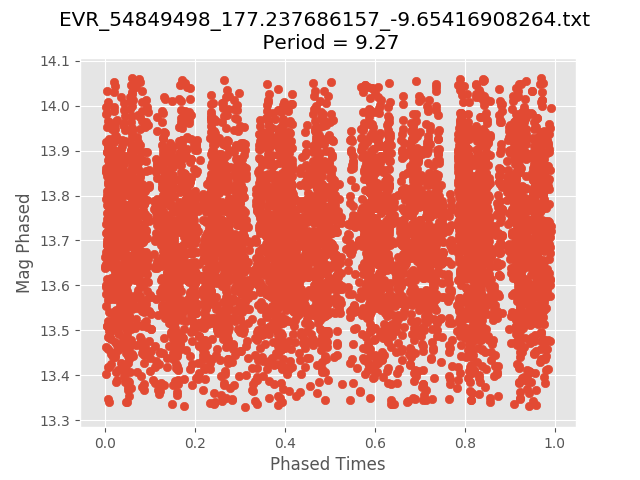 EVR_54849498_177.237686157_-9.65416908264.txt
Period = 9.27
14.1
14.0
13.9
13.8
13.7
13.6
13.5
13.4
13.3
Mag Phased
0.0 0.2 0.4 0.6 0.8 1.0
Phased Times